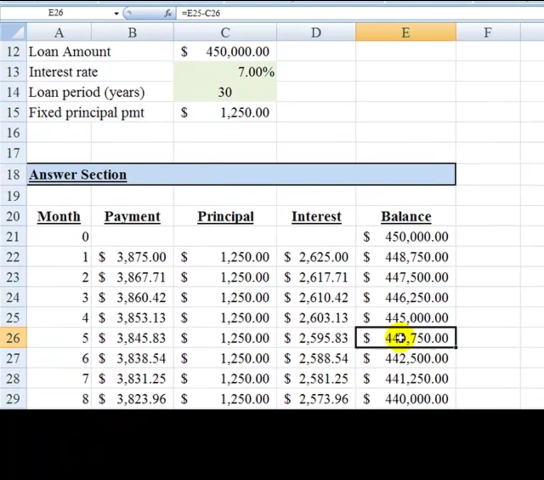 E26 fx =E25-C26
A B C D E F
12 Loan Amount $ 450,000.00
13 Interest rate 7.00%
14 Loan period (years) 30
15 Fixed principal pmt $ 1,250.00
16
17
18 Answer Section
19
20 Month Payment Principal Interest Balance
21 0 $ 450,000.00
22 1 $ 3,875.00 $ 1,250.00 $ 2,625.00 $ 448,750.00
23 2 $ 3,867.71 $ 1,250.00 $ 2,617.71 $ 447,500.00
24 3 $ 3,860.42 $ 1,250.00 $ 2,610.42 $ 446,250.00
25 4 $ 3,853.13 $ 1,250.00 $ 2,603.13 $ 445,000.00
26 5 $ 3,845.83 $ 1,250.00 $ 2,595.83 $ 443,750.00
27 6 $ 3,838.54 $ 1,250.00 $ 2,588.54 $ 442,500.00
28 7 $ 3,831.25 $ 1,250.00 $ 2,581.25 $ 441,250.00
29 8 $ 3,823.96 $ 1,250.00 $ 2,573.96 $ 440,000.00